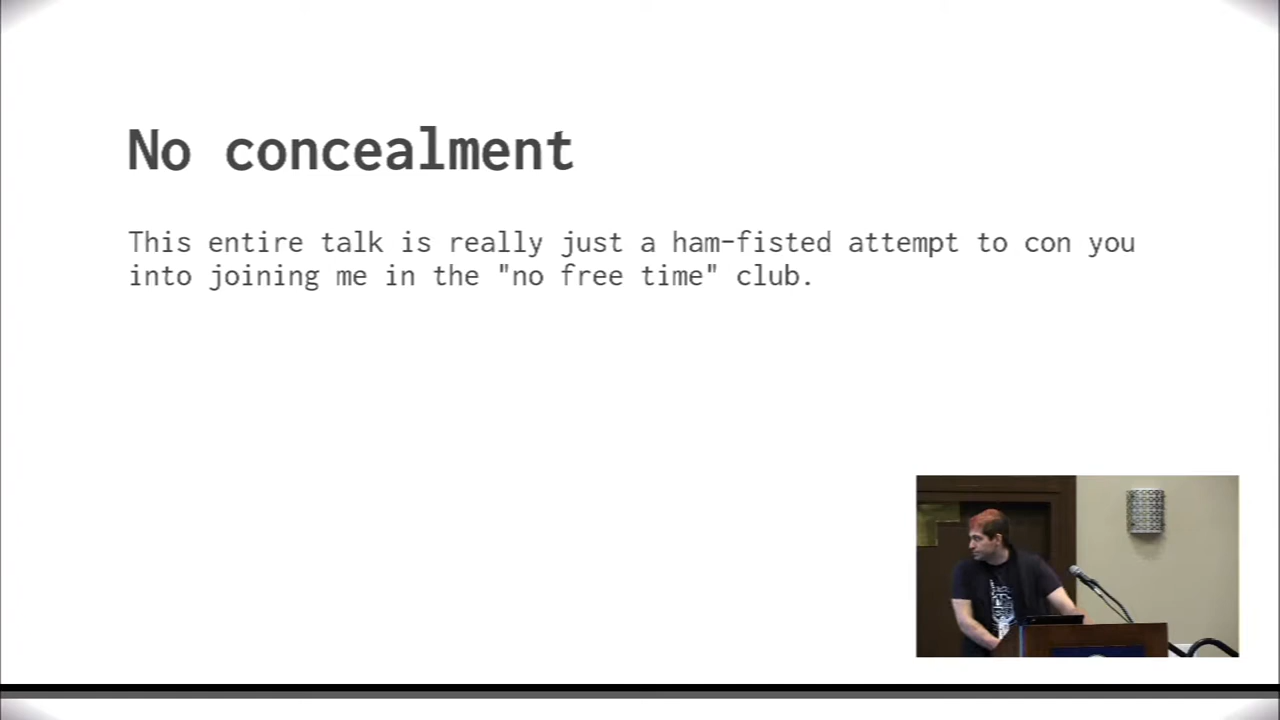 No concealment
This entire talk is really just a ham-fisted attempt to con you
into joining me in the "no free time" club.